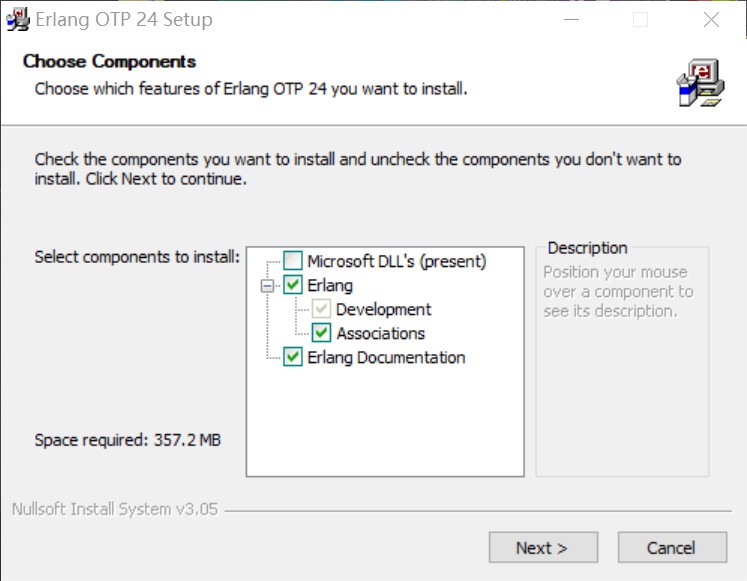 Erlang OTP 24 Setup
Choose Components
Choose which features of Erlang OTP 24 you want to install.
Check the components you want to install and uncheck the components you don't want to
install. Click Next to continue.
Select components to install:
Microsoft DLL's (present)
Erlang
Development
Associations
Erlang Documentation
Description
Position your mouse
over a component to
see its description.
Space required: 357.2 MB
Nullsoft Install System v3.05
Next >
Cancel